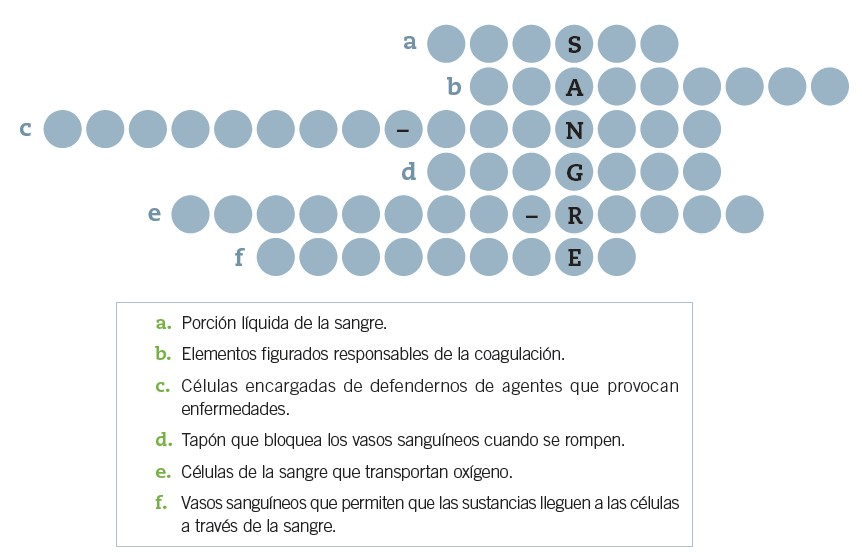 a S
b A
c – N
d G
e – R
f E
a. Porción líquida de la sangre.
b. Elementos figurados responsables de la coagulación.
c. Células encargadas de defendernos de agentes que provocan
enfermedades.
d. Tapón que bloquea los vasos sanguíneos cuando se rompen.
e. Células de la sangre que transportan oxígeno.
f. Vasos sanguíneos que permiten que las sustancias lleguen a las células
a través de la sangre.